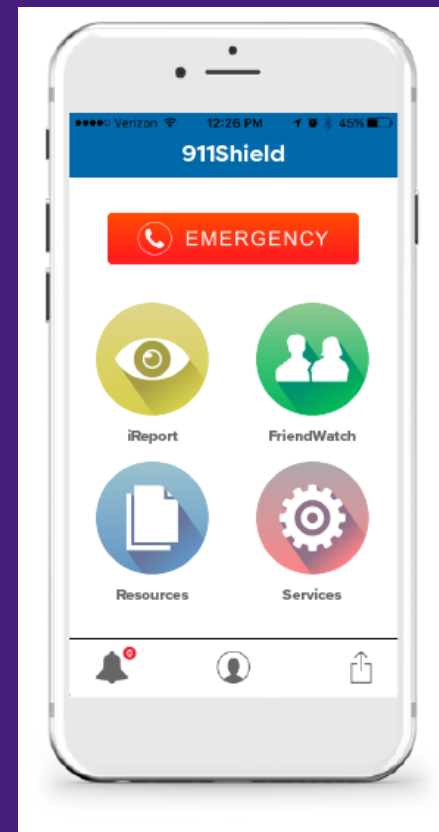 Verizon 12:26 PM 45%
911Shield
EMERGENCY
iReport FriendWatch
Resources Services
0